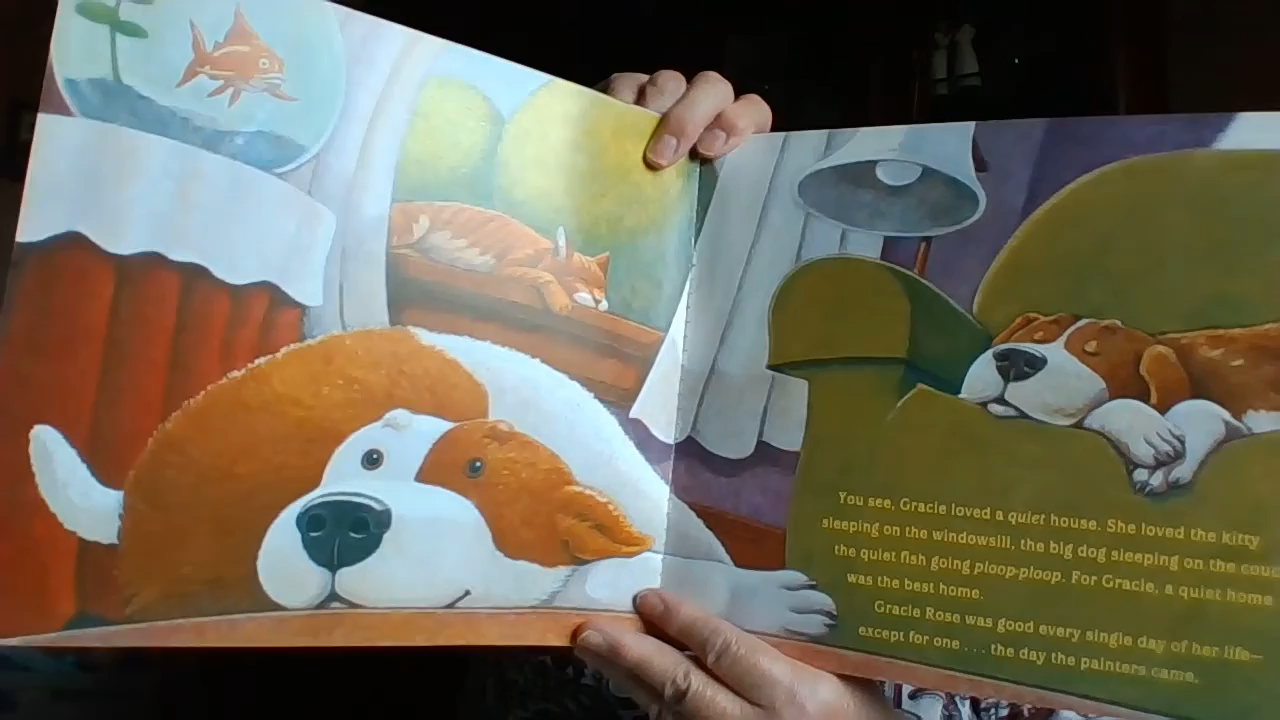 You see, Gracie loved a quiet house. She loved the kitty
sleeping on the windowsill, the big dog sleeping on the
the quiet fish going ploop-ploop. For Gracie, a quiet home
was the best home.
Gracie Rose was good every single day of her life—
except for one . . . the day the painters came.